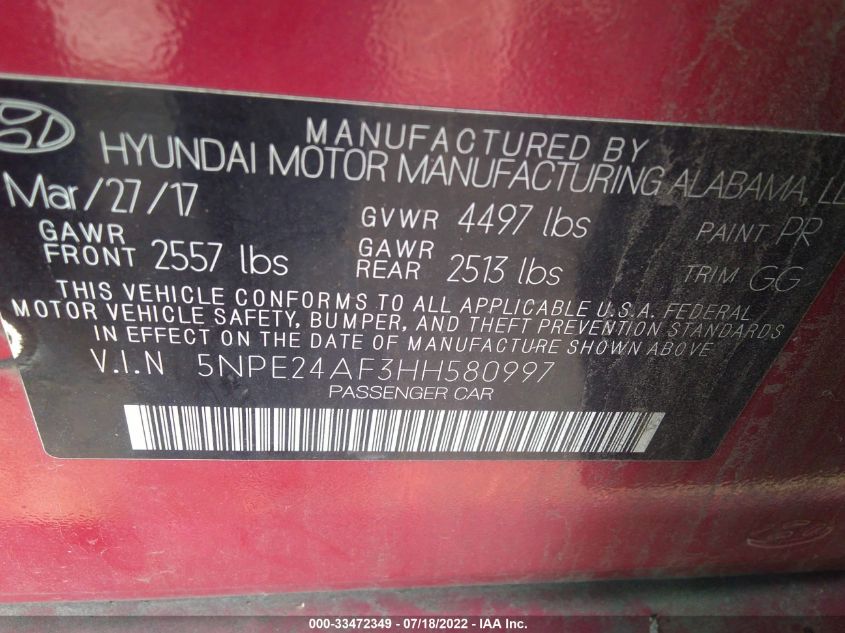 MANUFACTURED BY
HYUNDAI MOTOR MANUFACTURING ALABAMA, LL
Mar/27/17 GVWR 4497 lbs PAINT PR
GAWR FRONT 2557 lbs GAWR REAR 2513 lbs TRIM GG
THIS VEHICLE CONFORMS TO ALL APPLICABLE U.S.A. FEDERAL
MOTOR VEHICLE SAFETY, BUMPER, AND THEFT PREVENTION STANDARDS
IN EFFECT ON THE DATE OF MANUFACTURE SHOWN ABOVE
V.I.N 5NPE24AF3HH580997
PASSENGER CAR
000-33472349 - 07/18/2022 - IAA Inc.